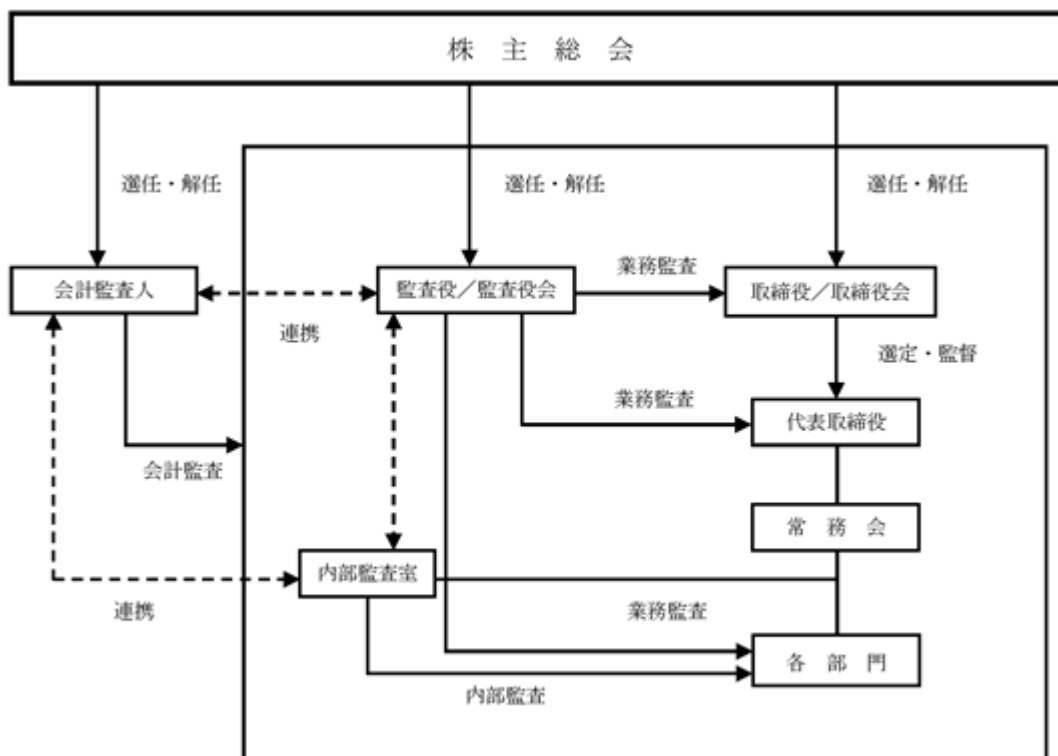 株 主 総 会
選任・解任
選任・解任
選任・解任
業務監査
会計監査人
監査役／監査役会
取締役／取締役会
連携
選定・監督
業務監査
代表取締役
会計監査
常 務 会
内部監査室
連携
業務監査
各 部 門
内部監査